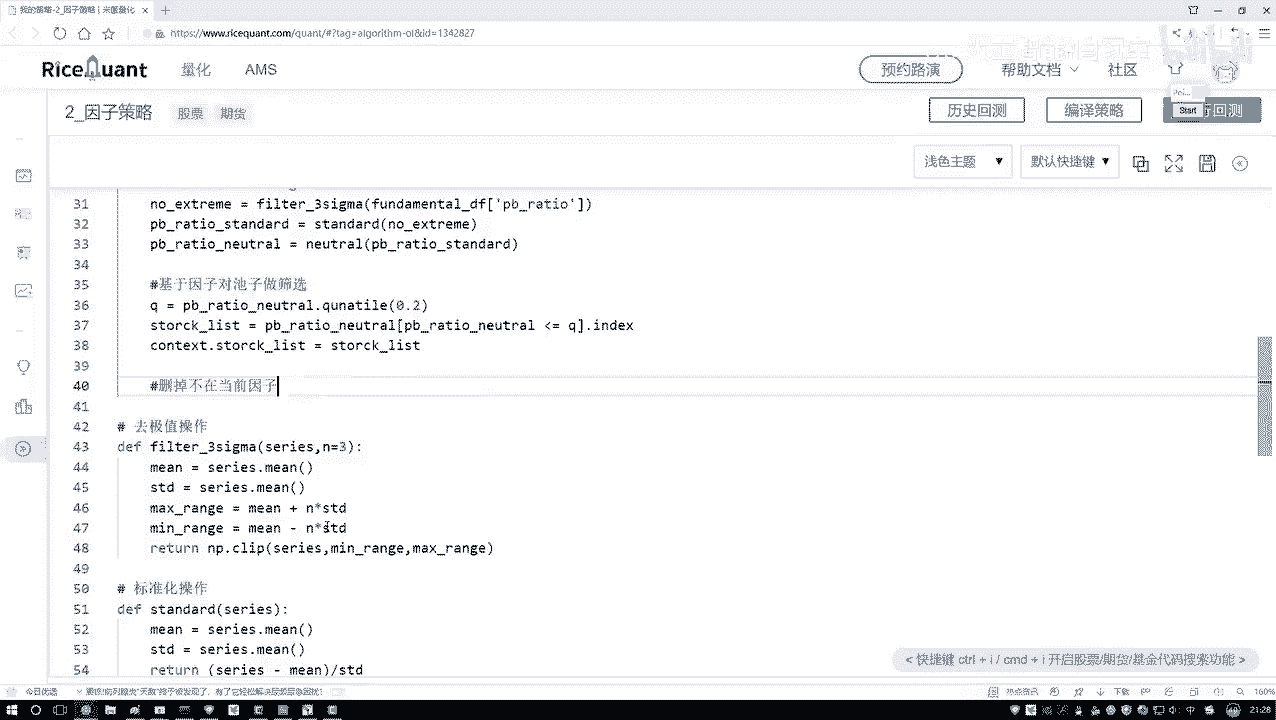 我的策略-2_因子策略 | 米筐量化
https://www.ricequant.com/quant/#?tag=algorithm-ol&id=1342827
RiceQuant 量化 AMS 预约路演 帮助文档 社区
2_因子策略 股票 期货 历史回测 编译策略 回测
Start
浅色主题 ▼ 默认快捷键 ▼
31 no_extreme = filter_3sigma(fundamental_df['pb_ratio'])
32 pb_ratio_standard = standard(no_extreme)
33 pb_ratio_neutral = neutral(pb_ratio_standard)
34
35 #基于因子对池子做筛选
36 q = pb_ratio_neutral.qunatile(0.2)
37 storck_list = pb_ratio_neutral[pb_ratio_neutral <= q].index
38 context.storck_list = storck_list
39
40 #删掉不在当前因子
41
42 # 去极值操作
43 def filter_3sigma(series,n=3):
44 mean = series.mean()
45 std = series.mean()
46 max_range = mean + n*std
47 min_range = mean - n*std
48 return np.clip(series,min_range,max_range)
49
50 # 标准化操作
51 def standard(series):
52 mean = series.mean()
53 std = series.mean()
54 return (series - mean)/std
< 快捷键 ctrl + i / cmd + i 开启股票/期货/基金代码搜索功能 >
今日优选 热点资讯 下载 160%
中 21:28